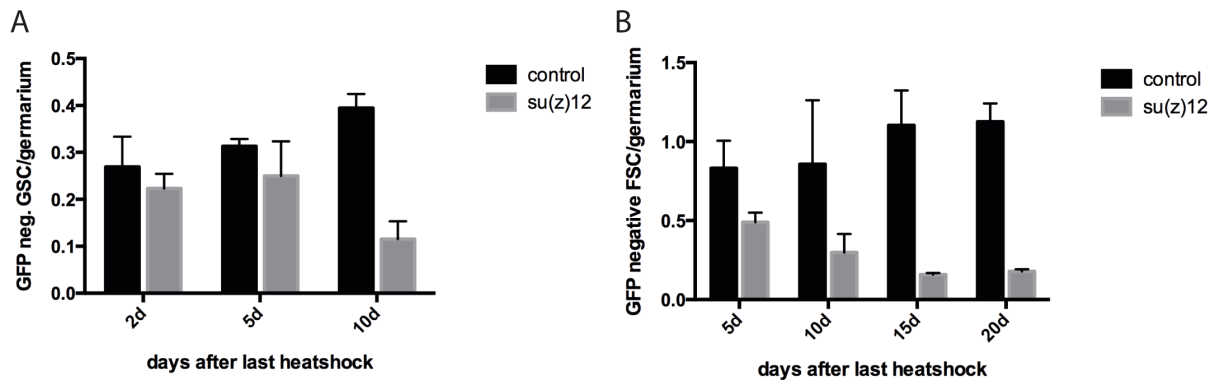 A
GFP neg. GSC/germarium
0.5
0.4
0.3
0.2
0.1
0.0
2d
5d
10d
days after last heatshock
control
su(z)12
B
GFP negative FSC/germarium
1.5
1.0
0.5
0.0
5d
10d
15d
20d
days after last heatshock
control
su(z)12